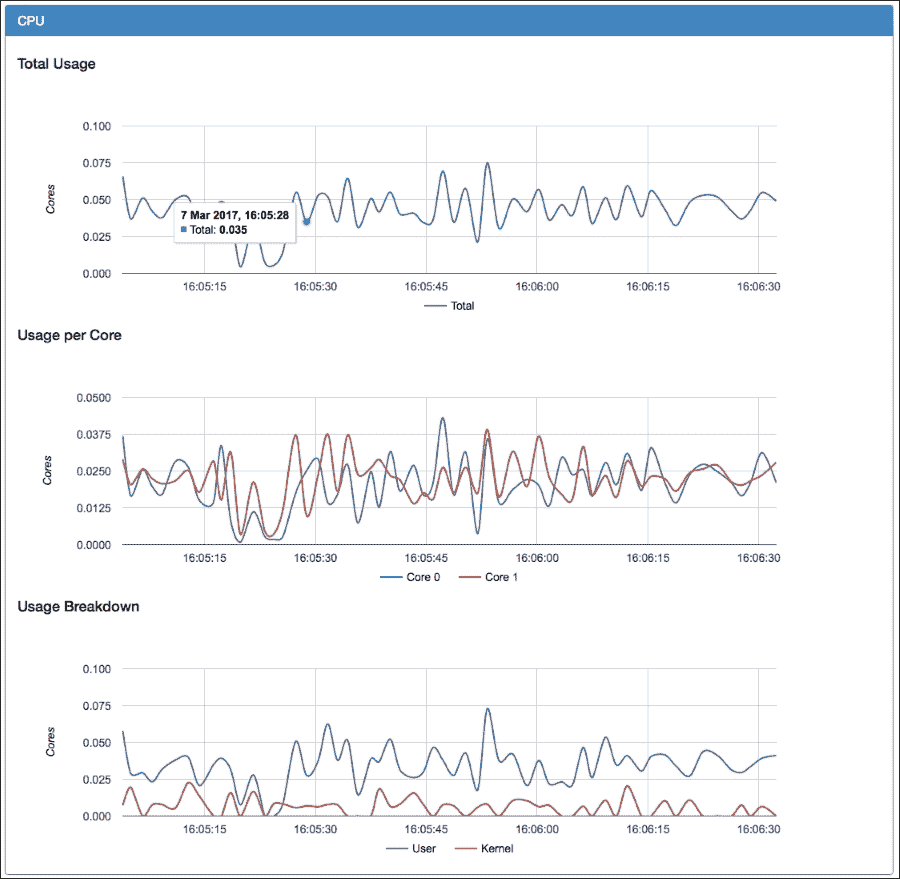 CPU
Total Usage
0.100
0.075
0.050
0.025
0.000
Cores
7 Mar 2017, 16:05:28
Total: 0.035
16:05:15 16:05:30 16:05:45 16:06:00 16:06:15 16:06:30
Total
Usage per Core
0.0500
0.0375
0.0250
0.0125
0.0000
Cores
16:05:15 16:05:30 16:05:45 16:06:00 16:06:15 16:06:30
Core 0 Core 1
Usage Breakdown
0.100
0.075
0.050
0.025
0.000
Cores
16:05:15 16:05:30 16:05:45 16:06:00 16:06:15 16:06:30
User Kernel